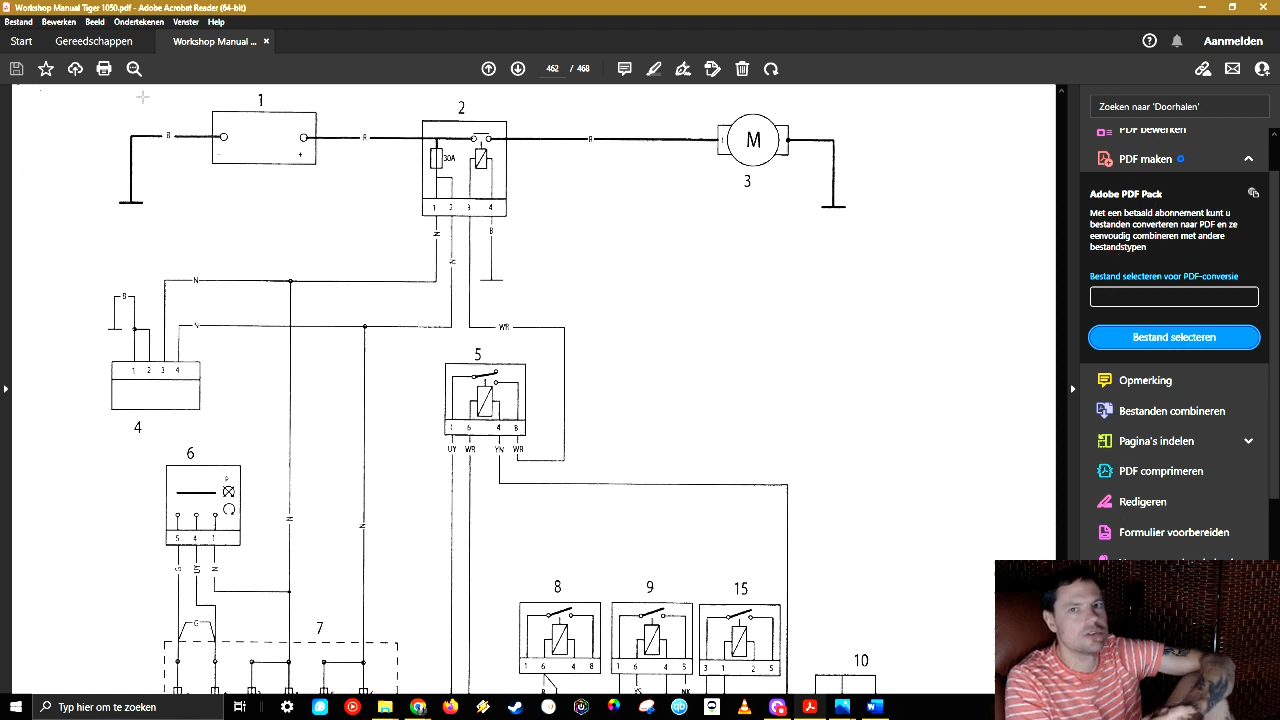 Workshop Manual Tiger 1050.pdf - Adobe Acrobat Reader (64-bit)
Bestand Bewerken Beeld Ondertekenen Venster Help
Start Gereedschappen Workshop Manual ... × Aanmelden
462 / 468
Zoeken naar 'Doorhalen'
PDF bewerken
PDF maken
Adobe PDF Pack
Met een betaald abonnement kunt u
bestanden converteren naar PDF en ze
eenvoudig combineren met andere
bestandstypen
Bestand selecteren voor PDF-conversie
Bestand selecteren
Opmerking
Bestanden combineren
Pagina's indelen
PDF comprimeren
Redigeren
Formulier voorbereiden
1 2
B R R
- + 30A 1 M
3
1 2 3 4
N B
N
N
B
N WR
5
1 2 3 4
1 6 4 8
4
UY WR YN WR
6
P
N N
5 4 1
G N
8 9 15
G
7
1 6 4 8 1 6 4 3 1 2 5
10
Typ hier om te zoeken